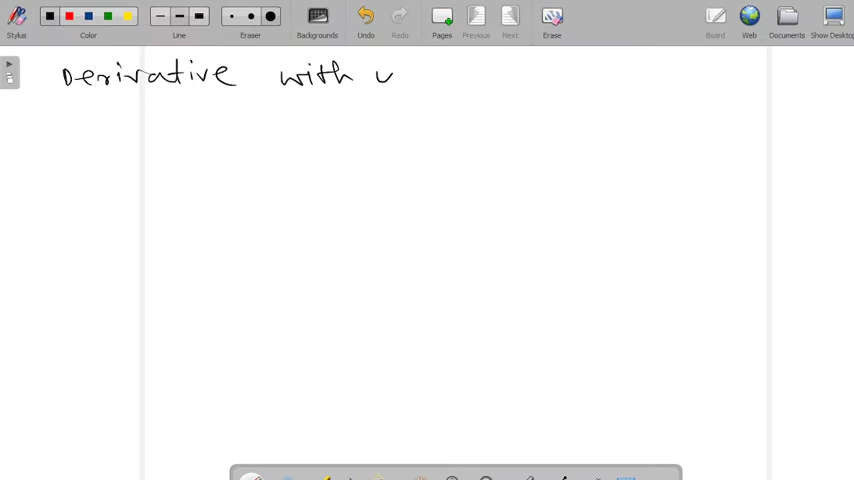 Stylus Color Line Eraser Backgrounds Undo Redo Pages Previous Next Erase Board Web Documents Show Desktop
Derivative with